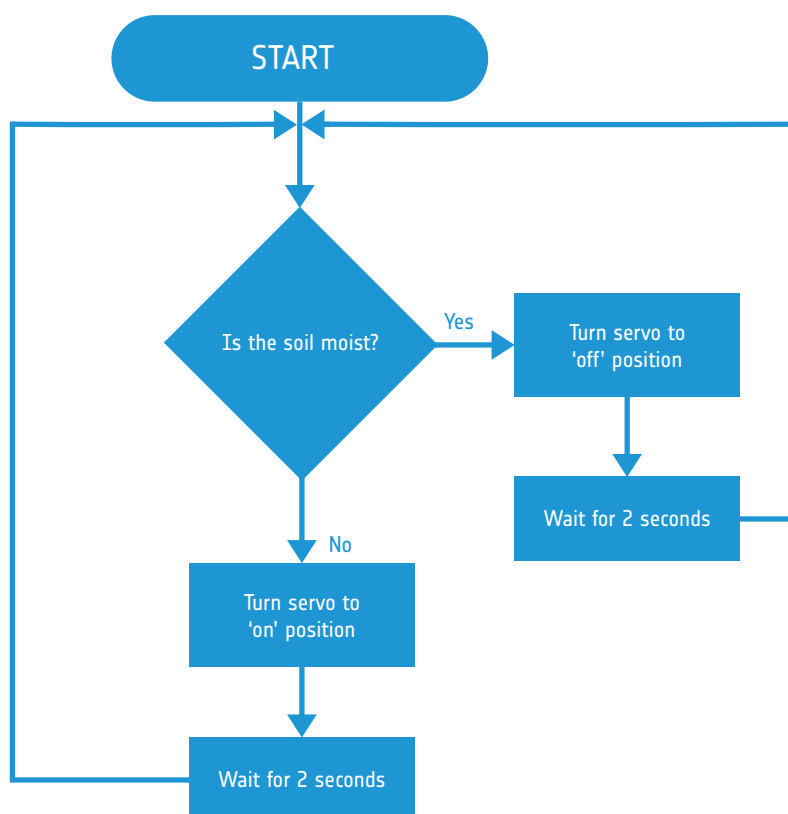 START
Is the soil moist?
Yes
Turn servo to
‘off’ position
Wait for 2 seconds
No
Turn servo to
‘on’ position
Wait for 2 seconds